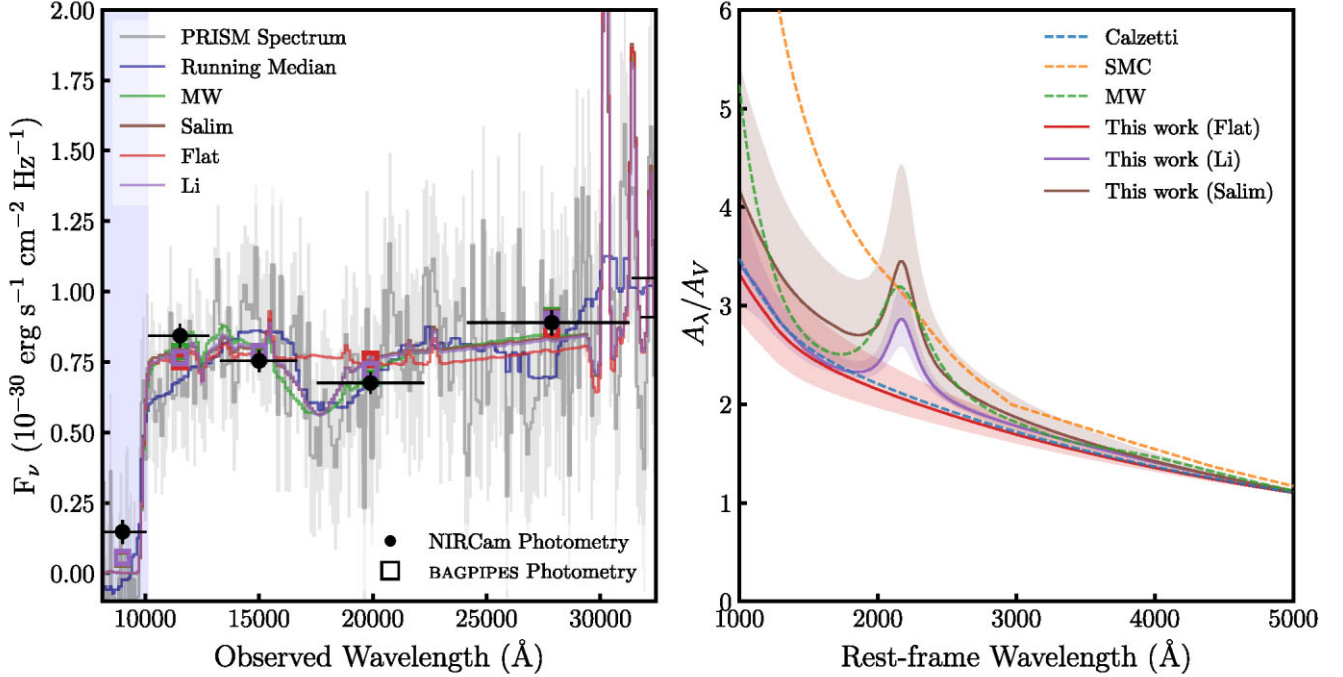 2.00
1.75
1.50
1.25
1.00
0.75
0.50
0.25
0.00
F_ν (10⁻³⁰ erg s⁻¹ cm⁻² Hz⁻¹)
PRISM Spectrum
Running Median
MW
Salim
Flat
Li
NIRCam Photometry
BAGPIPES Photometry
10000 15000 20000 25000 30000
Observed Wavelength (Å)
6
5
4
3
2
1
0
A_λ/A_V
Calzetti
SMC
MW
This work (Flat)
This work (Li)
This work (Salim)
1000 2000 3000 4000 5000
Rest-frame Wavelength (Å)